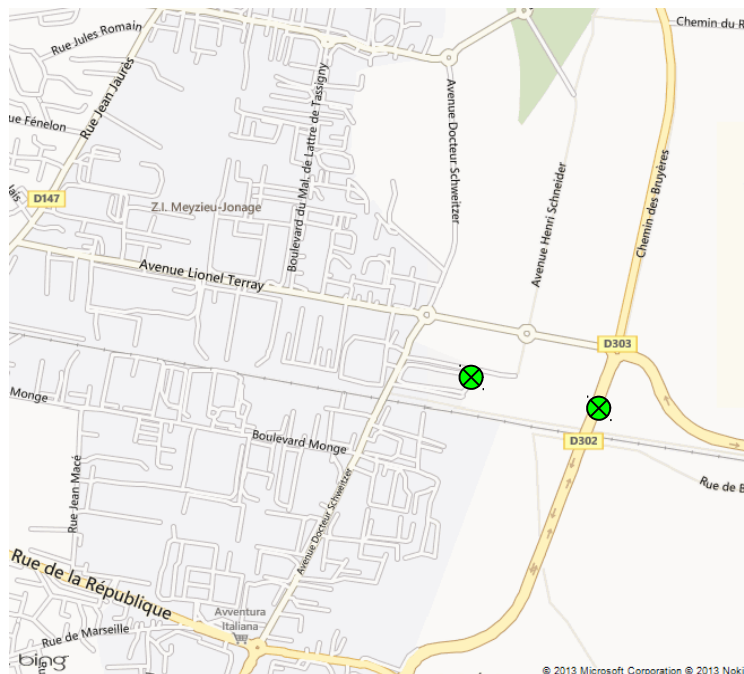 Rue Jules Romain
Chemin du R
Rue Jean Jaurès
ue Fénelon
Boulevard du Mal. de Lattre de Tassigny
Avenue Docteur Schweitzer
Avenue Henri Schneider
Chemin des Bruyères
lais
D147
Z.I. Meyzieu-Jonage
Avenue Lionel Terray
D303
Monge
Boulevard Monge
D302
Rue Jean Macé
Rue de B
Avenue Docteur Schweitzer
Rue de la République
Avventura
Italiana
Rue de Marseille
bing
© 2013 Microsoft Corporation © 2013 Noki